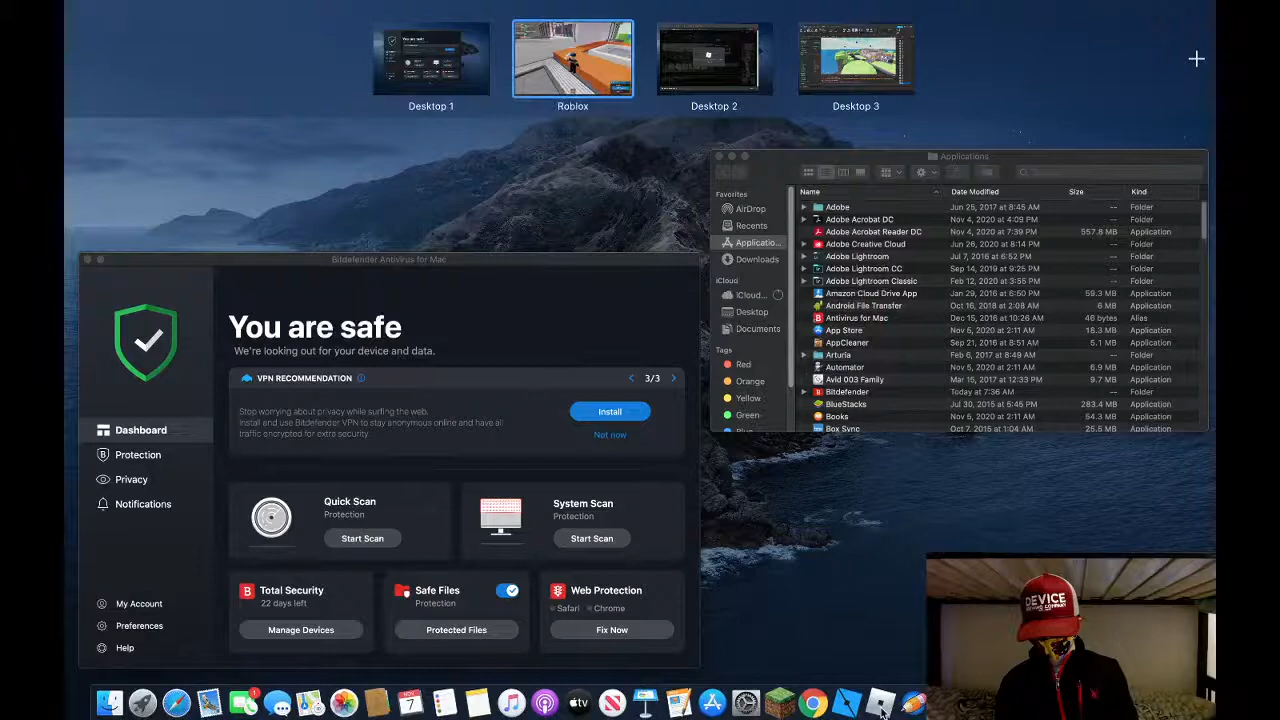 Desktop 1
Roblox
Desktop 2
Desktop 3
Applications
Name Date Modified Size Kind
Favorites
AirDrop
Recents
Applicatio...
Downloads
iCloud
iCloud...
Desktop
Documents
Tags
Red
Orange
Yellow
Green
Adobe Jun 25, 2017 at 8:45 AM -- Folder
Adobe Acrobat DC Nov 4, 2020 at 4:09 PM -- Folder
Adobe Acrobat Reader DC Nov 4, 2020 at 7:39 AM 557.8 MB Application
Adobe Creative Cloud Jun 26, 2020 at 8:14 PM -- Folder
Adobe Lightroom Jul 7, 2016 at 6:52 PM -- Folder
Adobe Lightroom CC Sep 14, 2019 at 9:25 PM -- Folder
Adobe Lightroom Classic Feb 12, 2020 at 3:55 PM -- Folder
Amazon Cloud Drive App Jan 29, 2016 at 6:50 PM 59.3 MB Application
Android File Transfer Oct 16, 2018 at 2:08 AM 6 MB Application
Antivirus for Mac Dec 15, 2016 at 10:26 AM 46 bytes Alias
App Store Nov 5, 2020 at 2:11 AM 18.3 MB Application
AppCleaner Sep 21, 2016 at 8:51 AM 5.1 MB Application
Arturia Feb 6, 2017 at 8:49 AM -- Folder
Automator Nov 5, 2020 at 2:11 AM 6.9 MB Application
Avid 003 Family Mar 15, 2017 at 12:33 PM 9.7 MB Application
Bitdefender Today at 7:36 AM -- Folder
BlueStacks Jul 30, 2015 at 5:45 PM 283.4 MB Application
Books Nov 5, 2020 at 2:11 AM 54.3 MB Application
Box Sync Oct 7, 2015 at 1:04 AM 25.5 MB Application
Bitdefender Antivirus for Mac
You are safe
We're looking out for your device and data.
VPN RECOMMENDATION
3/3
Stop worrying about privacy while surfing the web.
Install and use Bitdefender VPN to stay anonymous online and have all
traffic encrypted for extra security
Install
Not now
Dashboard
Protection
Privacy
Notifications
My Account
Preferences
Help
Quick Scan
Protection
Start Scan
System Scan
Protection
Start Scan
Total Security
22 days left
Manage Devices
Safe Files
Protection
Protected Files
Web Protection
Safari Chrome
Fix Now
DEVICE
1
NOV
7
tv